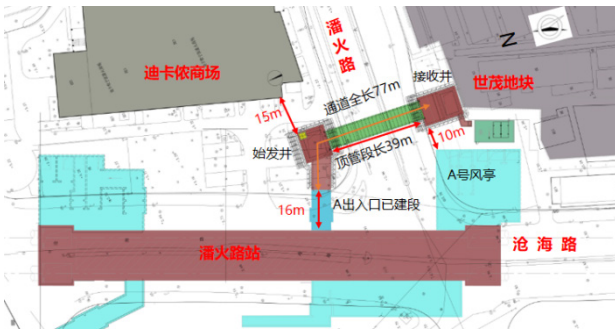 潘火路
N
迪卡侬商场
接收井
世茂地块
通道全长77m
15m
顶管段长39m
10m
始发井
A号风亭
16m
A出入口已建段
潘火路站
沧海路